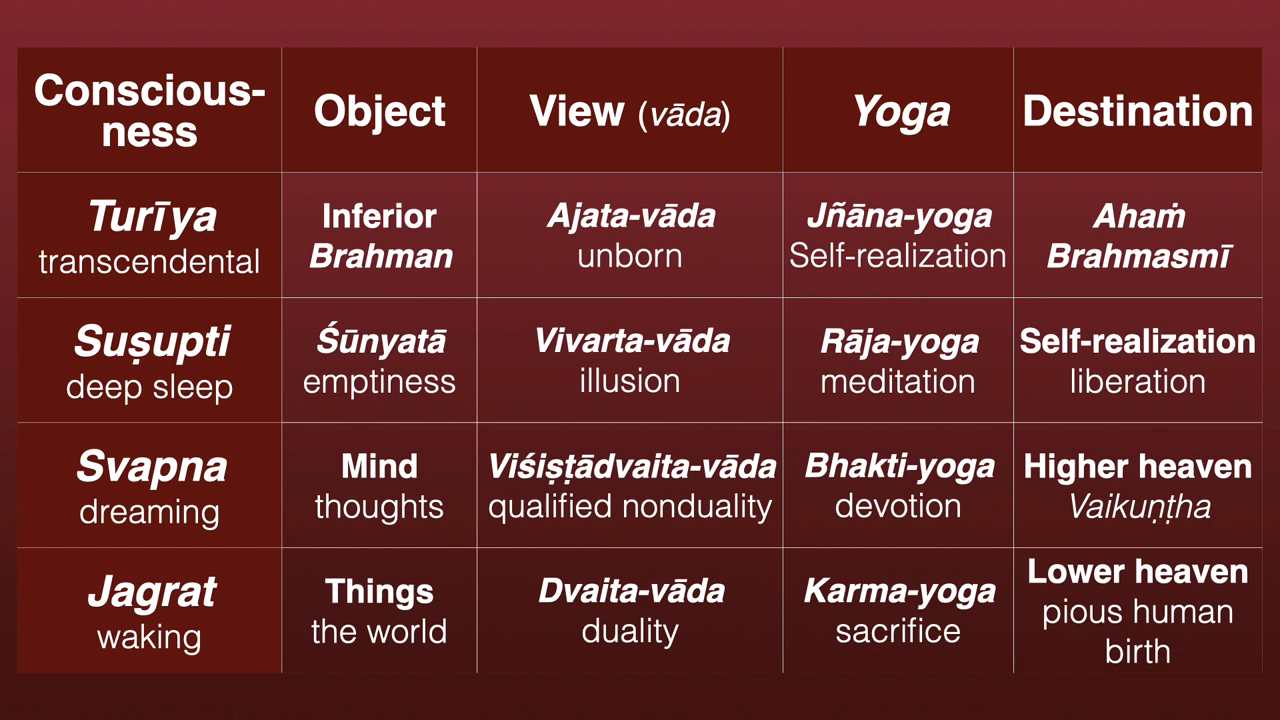 Conscious-
ness
Object
View (vāda)
Yoga
Destination
Turīya
transcendental
Inferior
Brahman
Ajata-vāda
unborn
Jñāna-yoga
Self-realization
Ahaṁ
Brahmasmī
Suṣupti
deep sleep
Śūnyatā
emptiness
Vivarta-vāda
illusion
Rāja-yoga
meditation
Self-realization
liberation
Svapna
dreaming
Mind
thoughts
Viśiṣṭādvaita-vāda
qualified nonduality
Bhakti-yoga
devotion
Higher heaven
Vaikuṇṭha
Jagrat
waking
Things
the world
Dvaita-vāda
duality
Karma-yoga
sacrifice
Lower heaven
pious human
birth